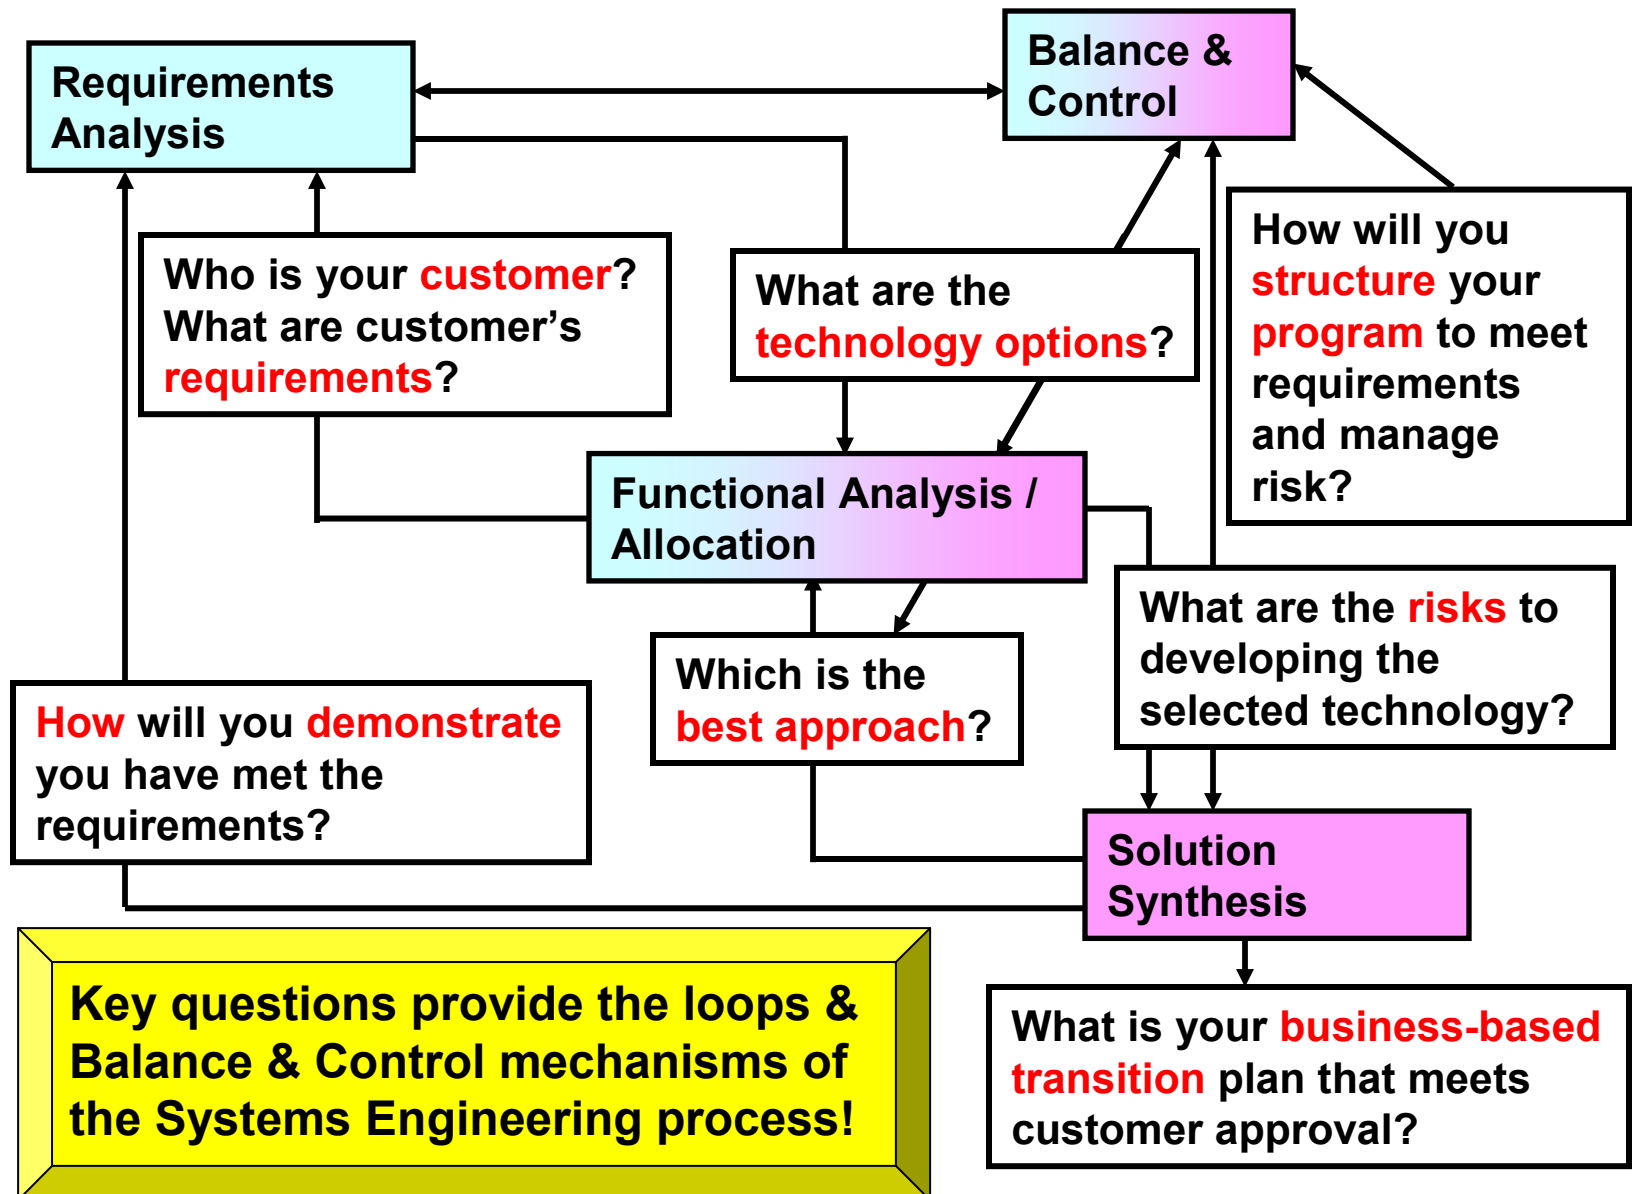 Requirements
Analysis
Balance &
Control
Who is your customer?
What are customer’s
requirements?
What are the
technology options?
How will you
structure your
program to meet
requirements
and manage
risk?
Functional Analysis /
Allocation
What are the risks to
developing the
selected technology?
Which is the
best approach?
How will you demonstrate
you have met the
requirements?
Solution
Synthesis
Key questions provide the loops &
Balance & Control mechanisms of
the Systems Engineering process!
What is your business-based
transition plan that meets
customer approval?